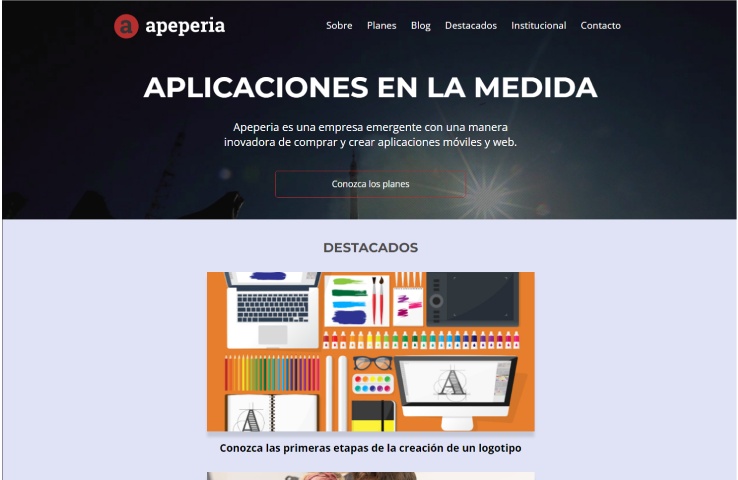 a apeperia
Sobre Planes Blog Destacados Institucional Contacto
APLICACIONES EN LA MEDIDA
Apeperia es una empresa emergente con una manera
inovadora de comprar y crear aplicaciones móviles y web.
Conozca los planes
DESTACADOS
A
A
Conozca las primeras etapas de la creación de un logotipo